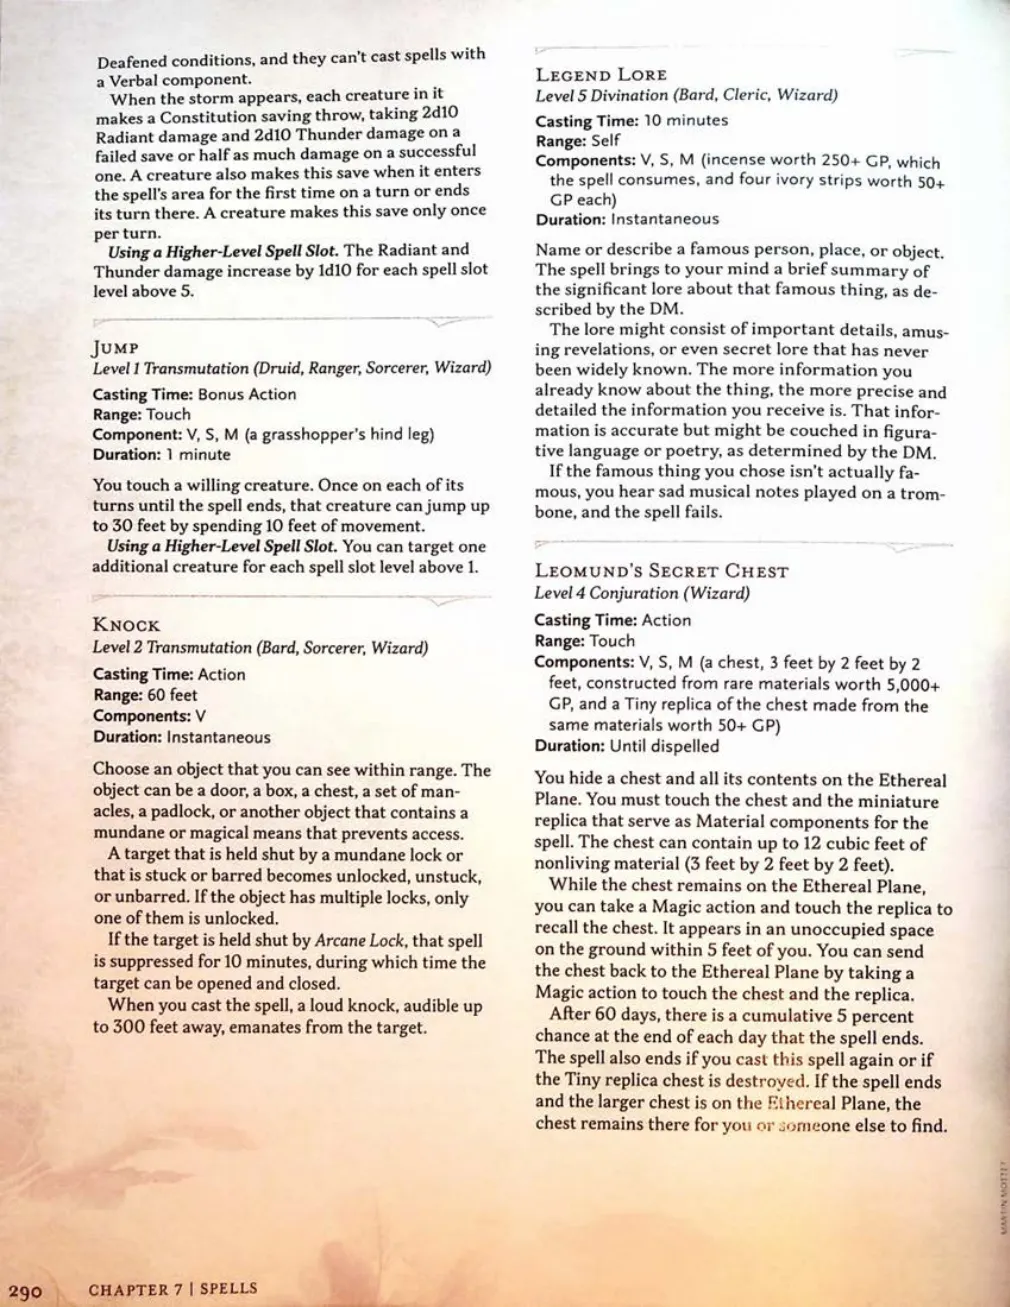 Deafened conditions, and they can't cast spells with
a Verbal component.
When the storm appears, each creature in it
makes a Constitution saving throw, taking 2d10
Radiant damage and 2d10 Thunder damage on a
failed save or half as much damage on a successful
one. A creature also makes this save when it enters
the spell's area for the first time on a turn or ends
its turn there. A creature makes this save only once
per turn.
Using a Higher-Level Spell Slot. The Radiant and
Thunder damage increase by 1d10 for each spell slot
level above 5.
JUMP
Level 1 Transmutation (Druid, Ranger, Sorcerer, Wizard)
Casting Time: Bonus Action
Range: Touch
Component: V, S, M (a grasshopper's hind leg)
Duration: 1 minute
You touch a willing creature. Once on each of its
turns until the spell ends, that creature can jump up
to 30 feet by spending 10 feet of movement.
Using a Higher-Level Spell Slot. You can target one
additional creature for each spell slot level above 1.
KNOCK
Level 2 Transmutation (Bard, Sorcerer, Wizard)
Casting Time: Action
Range: 60 feet
Components: V
Duration: Instantaneous
Choose an object that you can see within range. The
object can be a door, a box, a chest, a set of man-
acles, a padlock, or another object that contains a
mundane or magical means that prevents access.
A target that is held shut by a mundane lock or
that is stuck or barred becomes unlocked, unstuck,
or unbarred. If the object has multiple locks, only
one of them is unlocked.
If the target is held shut by Arcane Lock, that spell
is suppressed for 10 minutes, during which time the
target can be opened and closed.
When you cast the spell, a loud knock, audible up
to 300 feet away, emanates from the target.
LEGEND LORE
Level 5 Divination (Bard, Cleric, Wizard)
Casting Time: 10 minutes
Range: Self
Components: V, S, M (incense worth 250+ GP, which
the spell consumes, and four ivory strips worth 50+
GP each)
Duration: Instantaneous
Name or describe a famous person, place, or object.
The spell brings to your mind a brief summary of
the significant lore about that famous thing, as de-
scribed by the DM.
The lore might consist of important details, amus-
ing revelations, or even secret lore that has never
been widely known. The more information you
already know about the thing, the more precise and
detailed the information you receive is. That infor-
mation is accurate but might be couched in figura-
tive language or poetry, as determined by the DM.
If the famous thing you chose isn't actually fa-
mous, you hear sad musical notes played on a trom-
bone, and the spell fails.
LEOMUND'S SECRET CHEST
Level 4 Conjuration (Wizard)
Casting Time: Action
Range: Touch
Components: V, S, M (a chest, 3 feet by 2 feet by 2
feet, constructed from rare materials worth 5,000+
GP, and a Tiny replica of the chest made from the
same materials worth 50+ GP)
Duration: Until dispelled
You hide a chest and all its contents on the Ethereal
Plane. You must touch the chest and the miniature
replica that serve as Material components for the
spell. The chest can contain up to 12 cubic feet of
nonliving material (3 feet by 2 feet by 2 feet).
While the chest remains on the Ethereal Plane,
you can take a Magic action and touch the replica to
recall the chest. It appears in an unoccupied space
on the ground within 5 feet of you. You can send
the chest back to the Ethereal Plane by taking a
Magic action to touch the chest and the replica.
After 60 days, there is a cumulative 5 percent
chance at the end of each day that the spell ends.
The spell also ends if you cast this spell again or if
the Tiny replica chest is destroyed. If the spell ends
and the larger chest is on the Ethereal Plane, the
chest remains there for you or someone else to find.
MARTIN MOTTET
290 CHAPTER 7 | SPELLS